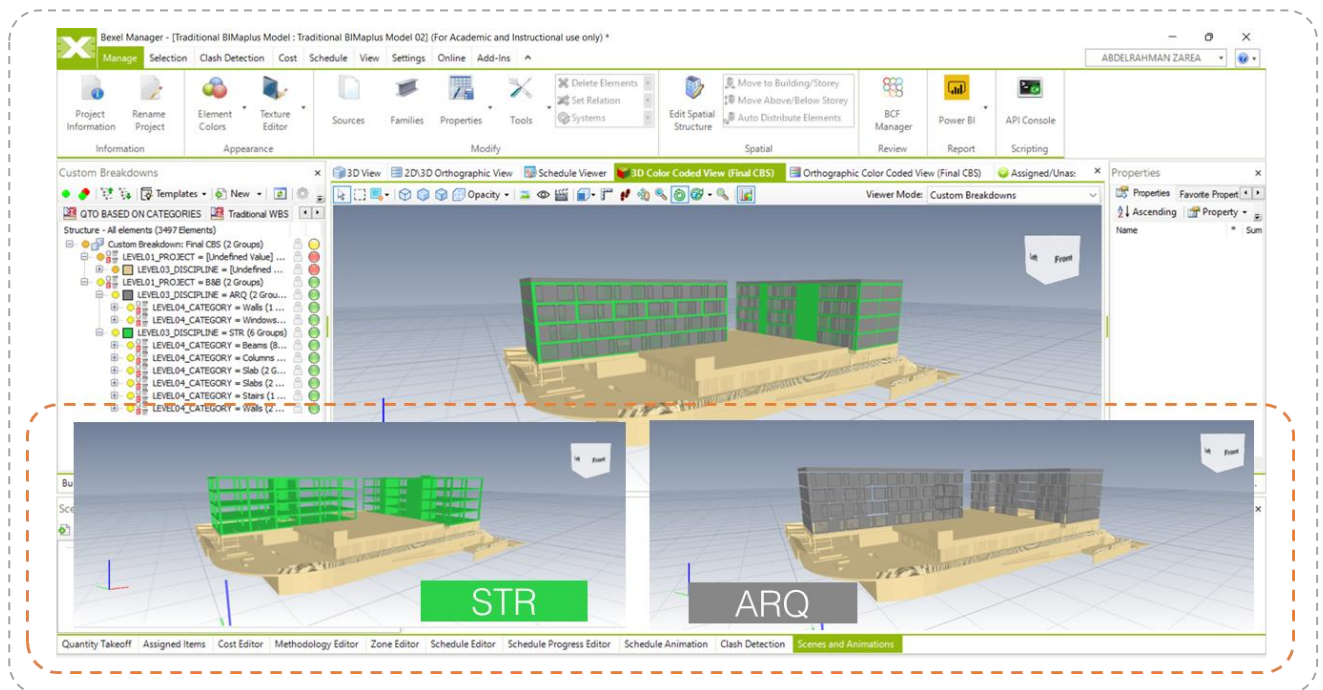 Bexel Manager - [Traditional BIMaplus Model : Traditional BIMaplus Model 02] (For Academic and Instructional use only) *
Manage Selection Clash Detection Cost Schedule View Settings Online Add-Ins
ABDELRAHMAN ZAREA
Project Information
Rename Project
Element Colors
Texture Editor
Sources
Families
Properties
Tools
Delete Elements
Set Relation
Systems
Edit Spatial Structure
Move to Building/Storey
Move Above/Below Storey
Auto Distribute Elements
BCF Manager
Power BI
API Console
Information Appearance Modify Spatial Review Report Scripting
Custom Breakdowns
Templates New
QTO BASED ON CATEGORIES Traditional WBS
Structure - All elements (3497 Elements)
Custom Breakdown: Final CBS (2 Groups)
LEVEL01_PROJECT = [Undefined Value] ...
LEVEL03_DISCIPLINE = [Undefined ...
LEVEL01_PROJECT = B&B (2 Groups)
LEVEL03_DISCIPLINE = ARQ (2 Grou...
LEVEL04_CATEGORY = Walls (1 ...
LEVEL04_CATEGORY = Windows...
LEVEL03_DISCIPLINE = STR (6 Groups)
LEVEL04_CATEGORY = Beams (8...
LEVEL04_CATEGORY = Columns ...
LEVEL04_CATEGORY = Slab (2 G...
LEVEL04_CATEGORY = Slabs (2 ...
LEVEL04_CATEGORY = Stairs (1 ...
LEVEL04_CATEGORY = Walls (2 ...
3D View 2D\3D Orthographic View Schedule Viewer 3D Color Coded View (Final CBS) Orthographic Color Coded View (Final CBS) Assigned/Unas:
Opacity
Viewer Mode: Custom Breakdowns
Left Front
Properties
Properties Favorite Propert
Ascending Property
Name * Sum
Bu
Sce
Left Front
STR
Left Front
ARQ
Quantity Takeoff Assigned Items Cost Editor Methodology Editor Zone Editor Schedule Editor Schedule Progress Editor Schedule Animation Clash Detection Scenes and Animations